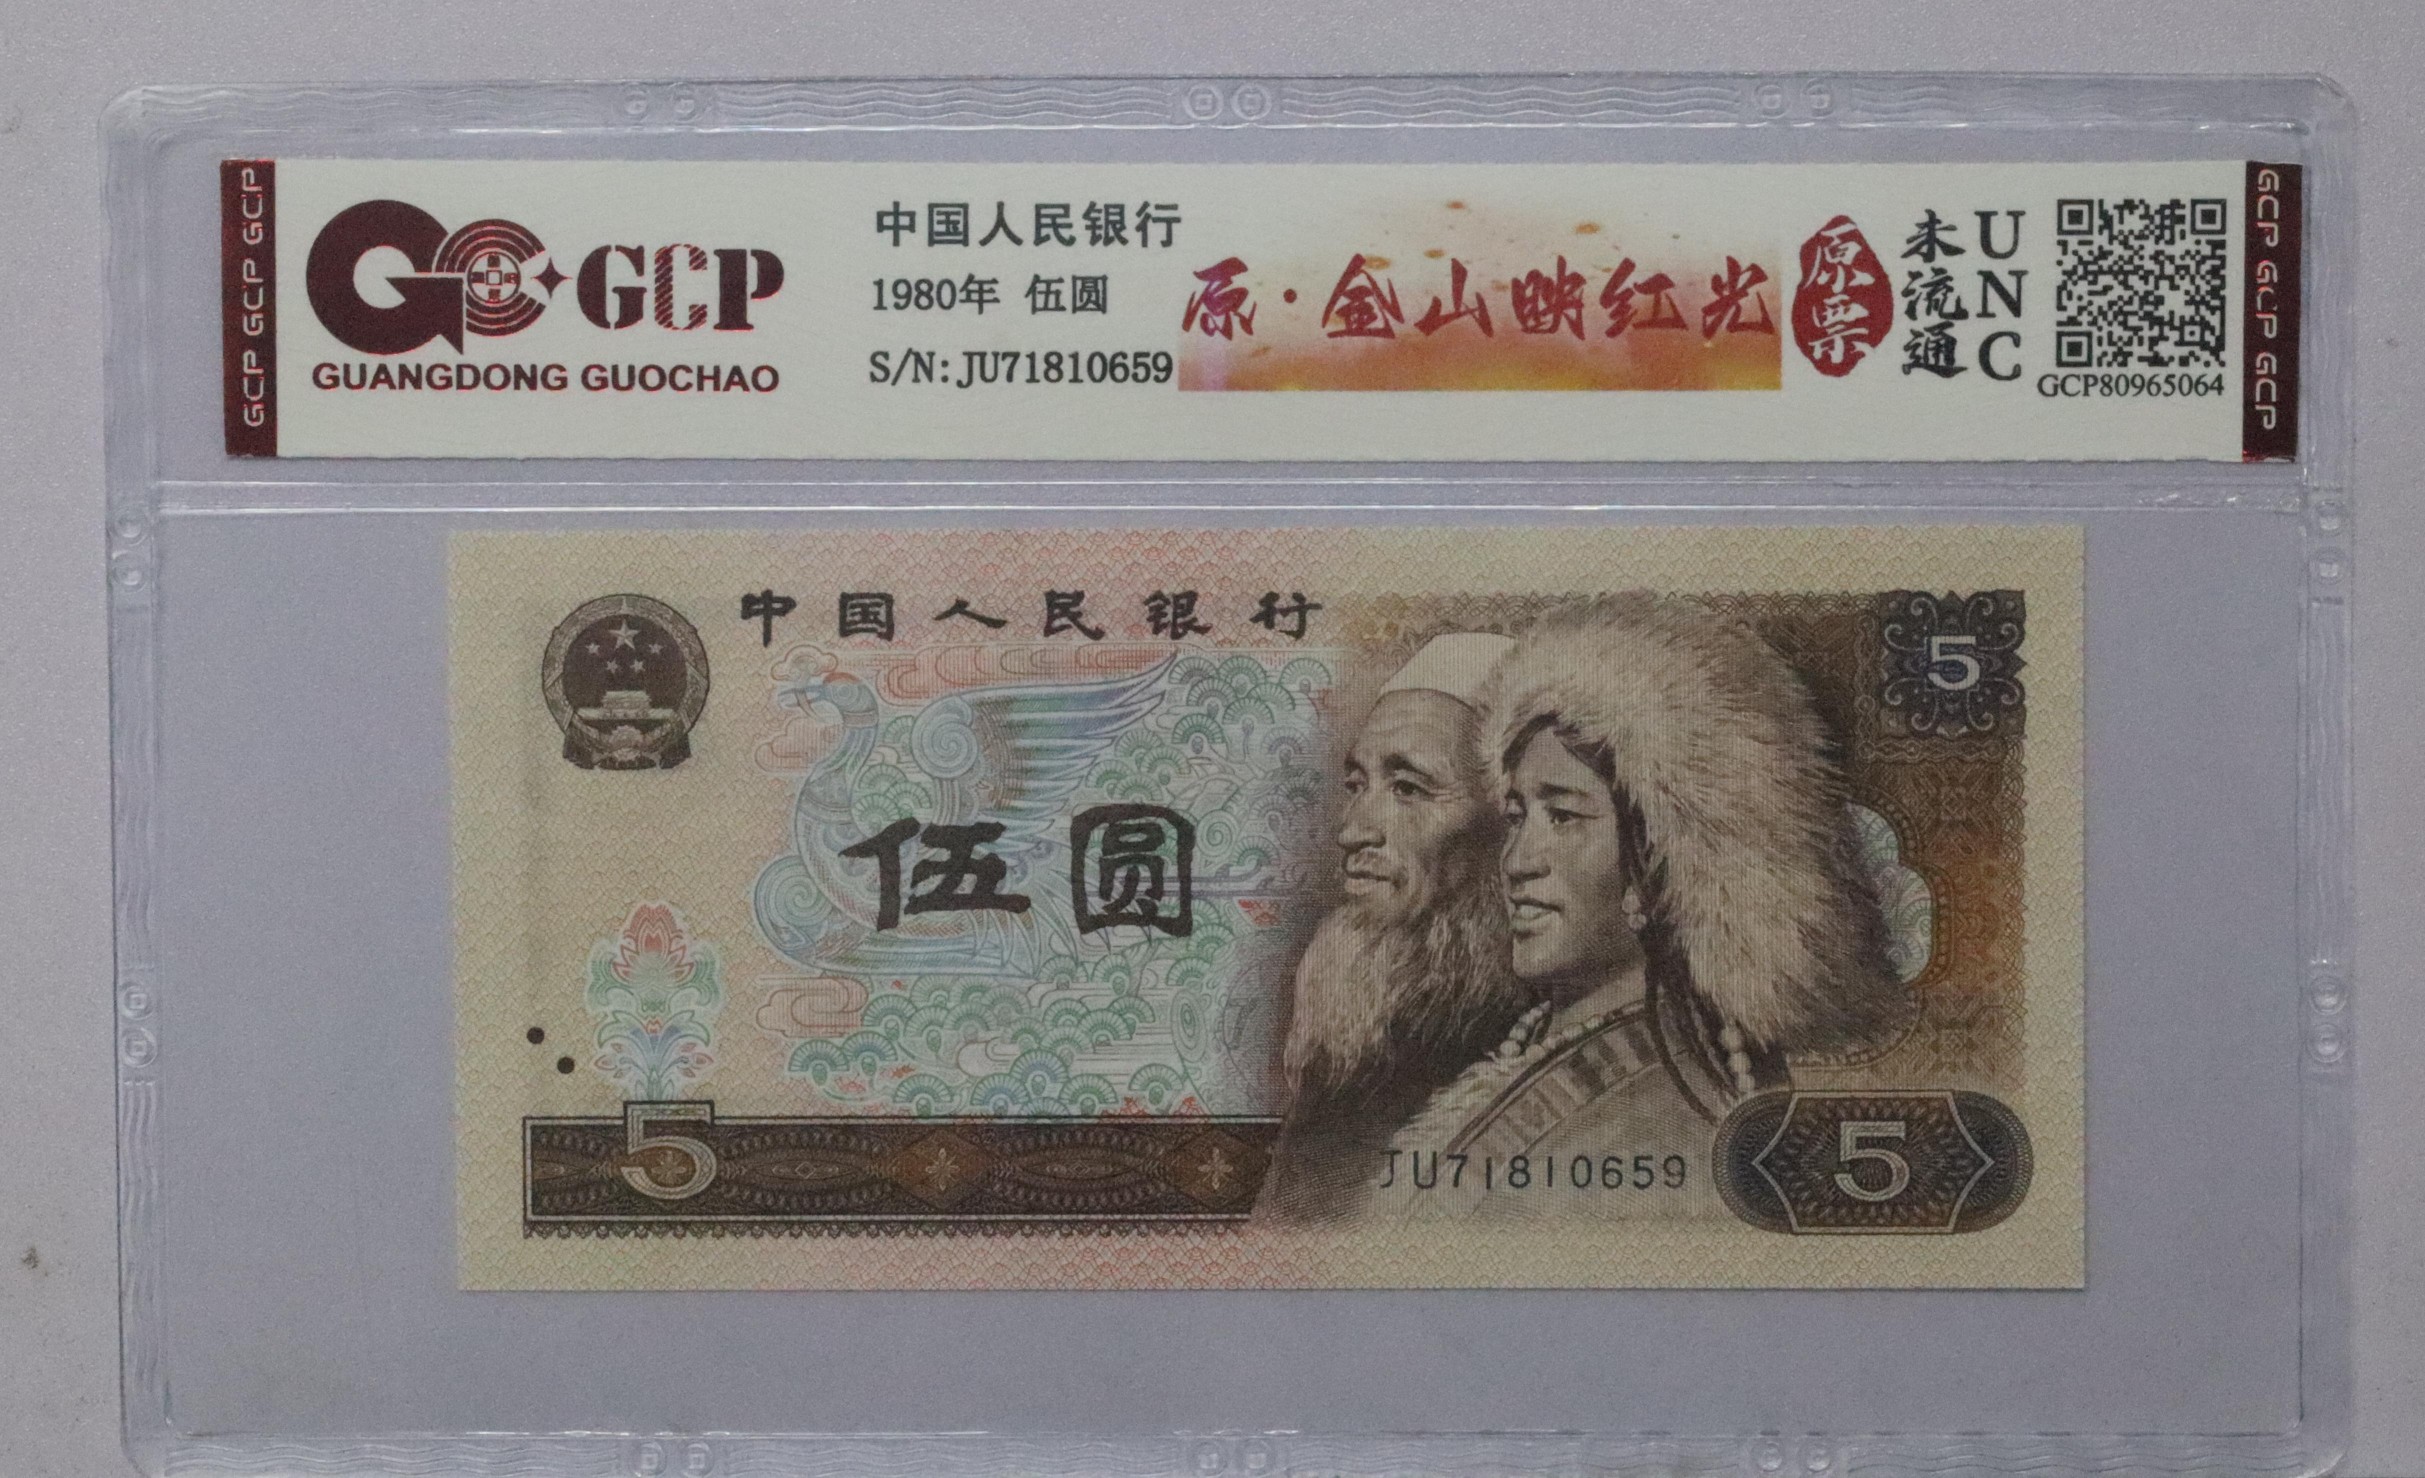 GCP GCP GCP
GCP
GUANGDONG GUOCHAO
中国人民银行
1980年 伍圆
S/N: JU71810659
原·金山映红光
原票
未流通
UNC
GCP80965064
GCP GCP GCP
中国人民银行
5
伍圆
5
JU71810659
5